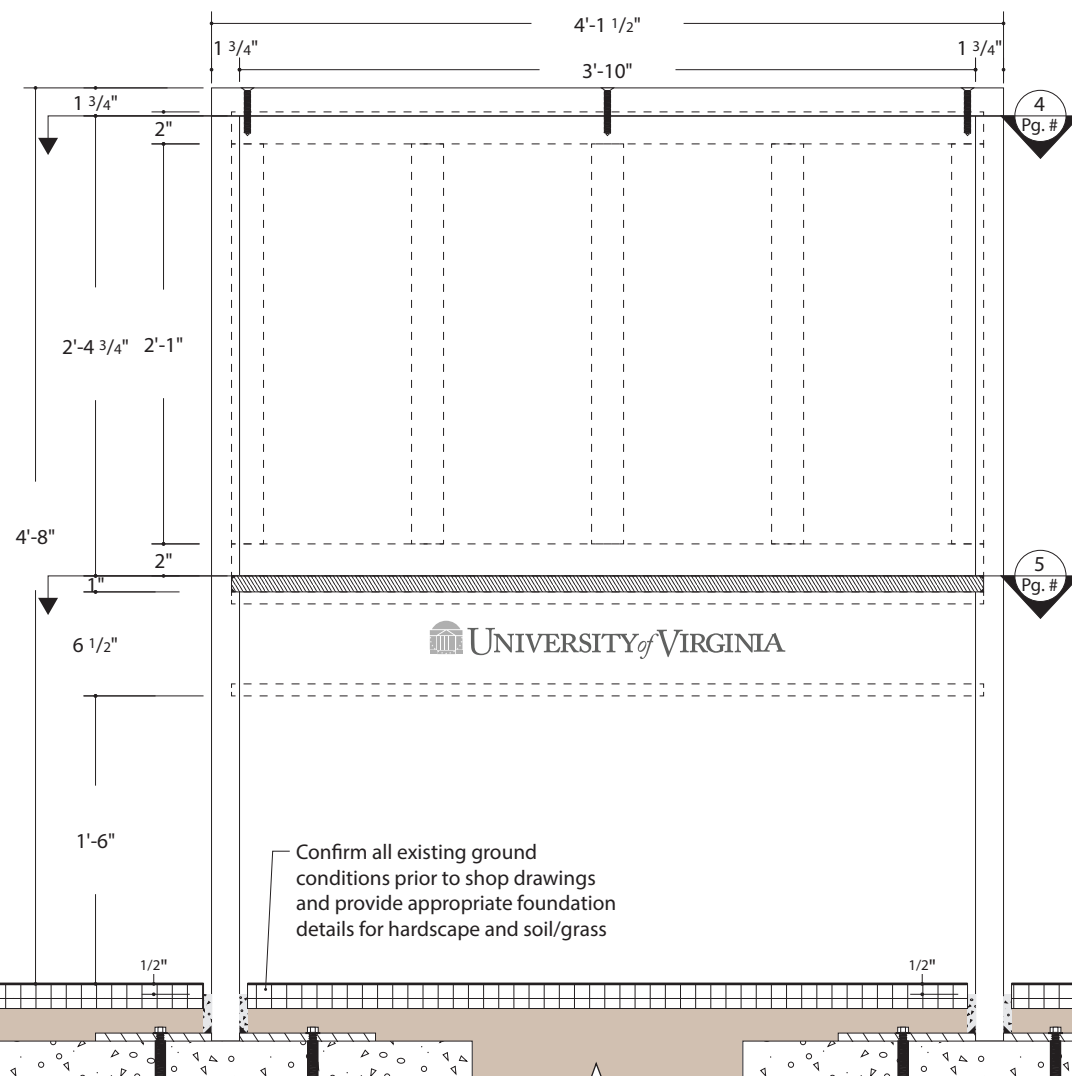 4'-1 1/2"
1 3/4"
1 3/4"
3'-10"
1 3/4"
4
Pg. #
2"
2'-4 3/4"
2'-1"
4'-8"
2"
5
Pg. #
1"
6 1/2"
UNIVERSITY of VIRGINIA
1'-6"
Confirm all existing ground
conditions prior to shop drawings
and provide appropriate foundation
details for hardscape and soil/grass
1/2"
1/2"